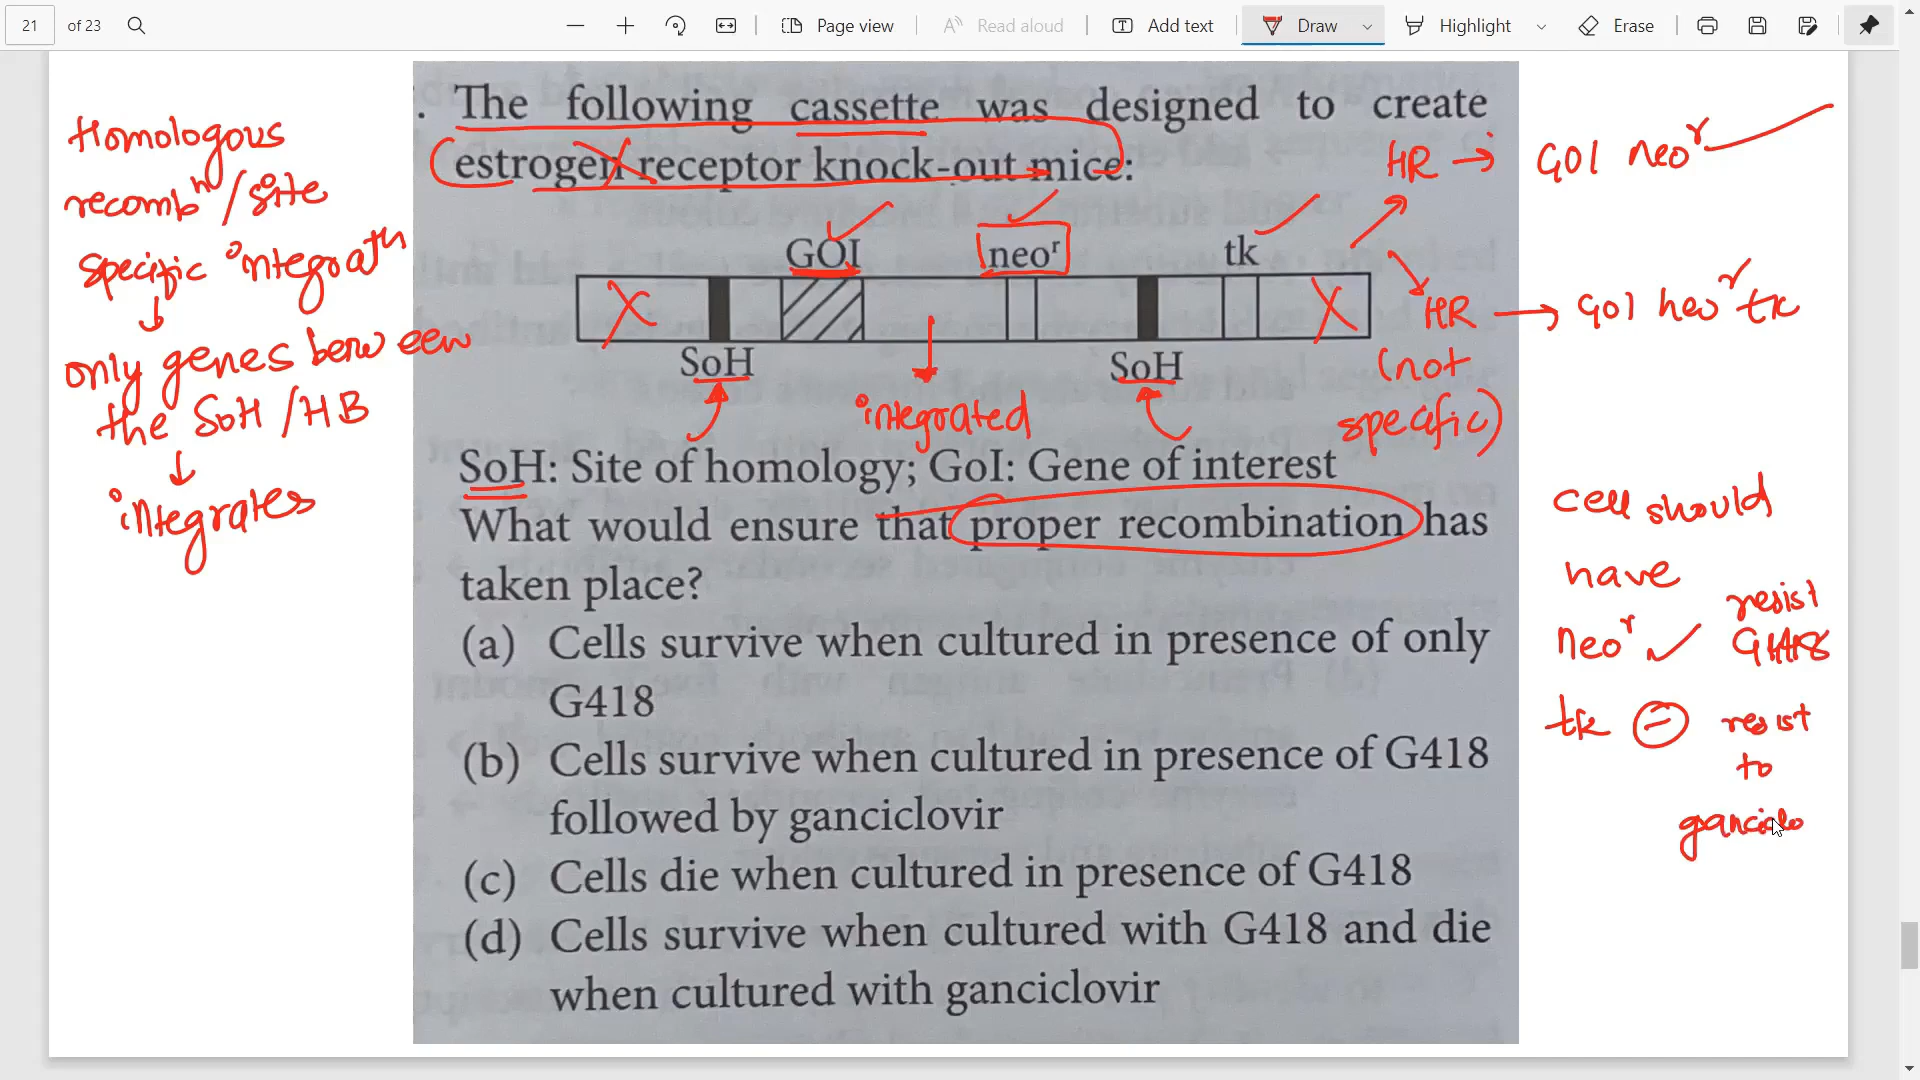 21 of 23 Page view Read aloud Add text Draw Highlight Erase
The following cassette was designed to create
estrogen receptor knock-out mice:
GOI neoʳ tk
SoH SoH
SoH: Site of homology; GoI: Gene of interest
What would ensure that proper recombination has
taken place?
(a) Cells survive when cultured in presence of only
G418
(b) Cells survive when cultured in presence of G418
followed by ganciclovir
(c) Cells die when cultured in presence of G418
(d) Cells survive when cultured with G418 and die
when cultured with ganciclovir
Homologous
recombⁿ/site
specific integratⁿ
only genes between
the SoH/HB
integrates
integrated
HR → GOI neoʳ
HR → GOI neoʳ tk
(not
specific)
cell should
have
neoʳ ✓ resist
G418
tk resist
to